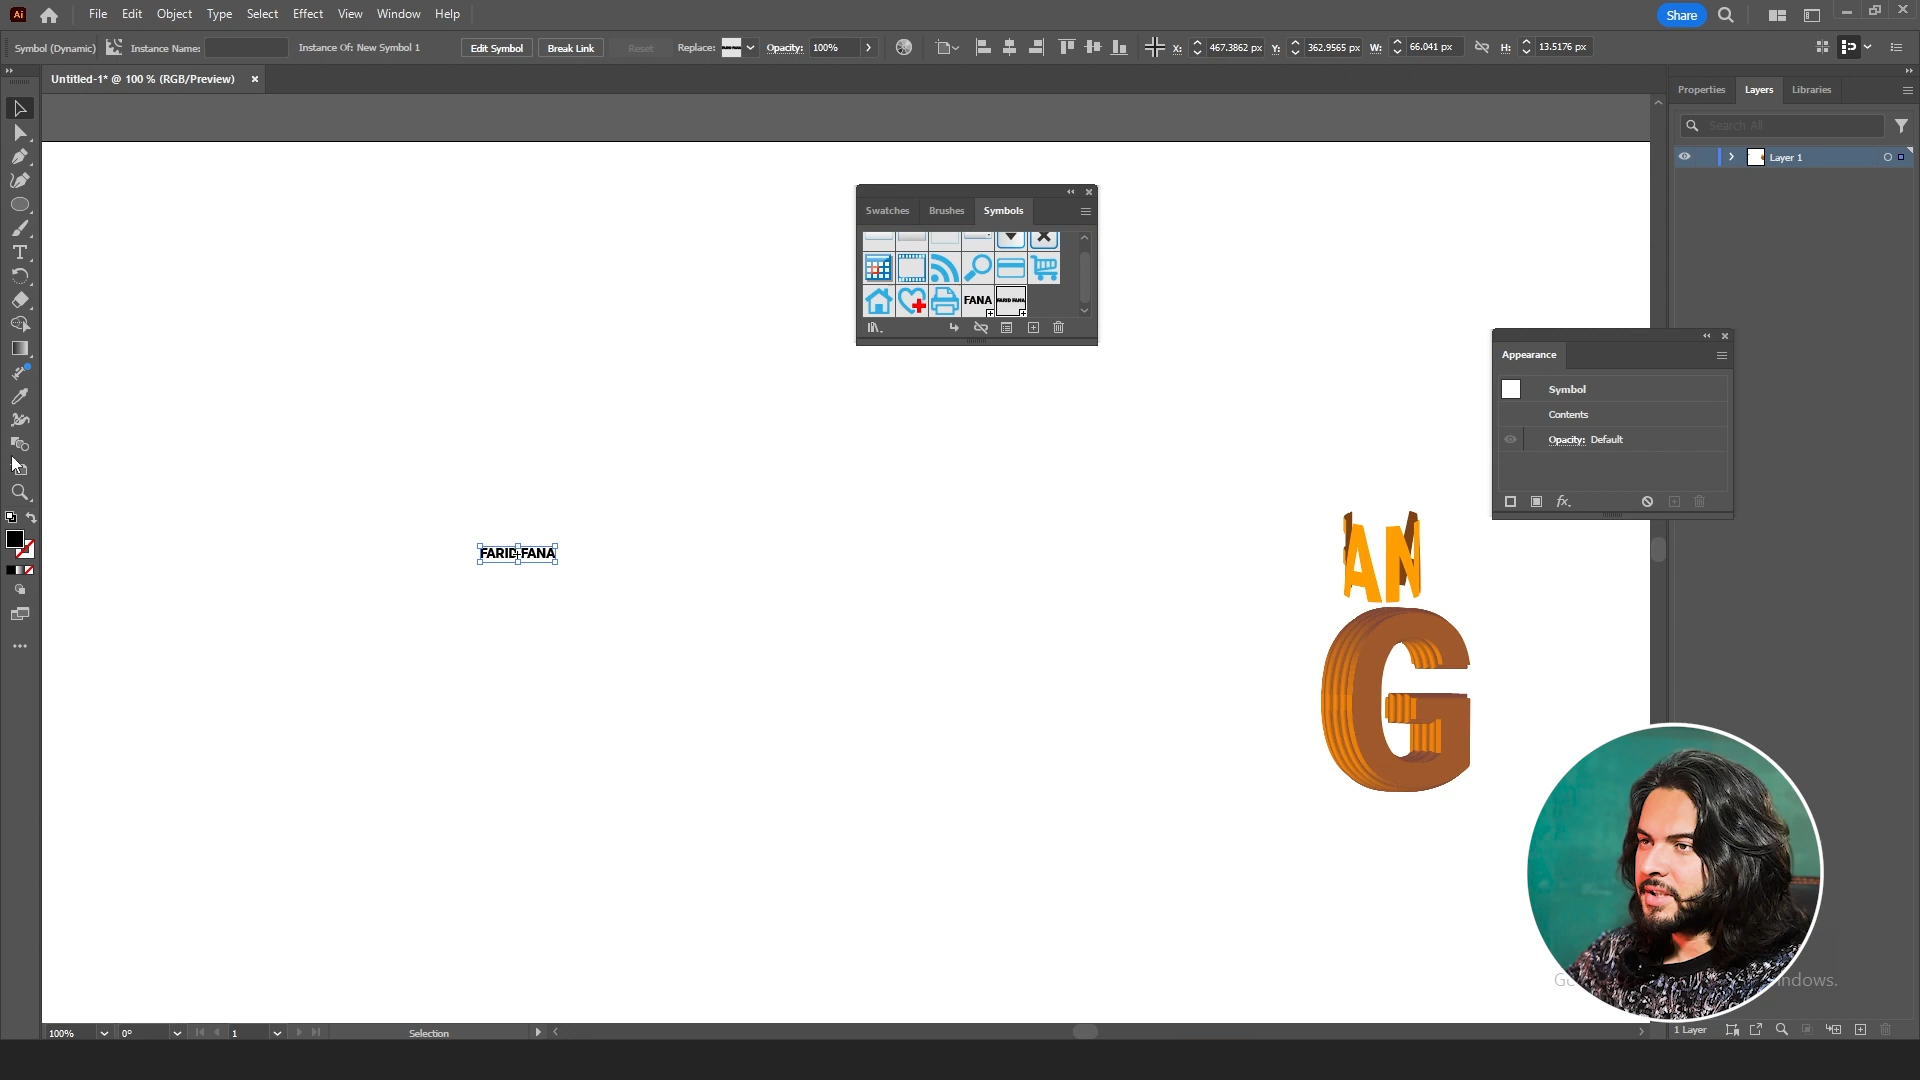 Ai File Edit Object Type Select Effect View Window Help Share
Symbol (Dynamic) Instance Name: Instance Of: New Symbol 1 Edit Symbol Break Link Reset Replace: Opacity: 100% X: 467.3862 px Y: 362.9565 px W: 66.041 px H: 13.5176 px
Untitled-1* @ 100 % (RGB/Preview)
Properties Layers Libraries
Search All
Layer 1
Swatches Brushes Symbols
FANA FARID FANA
Appearance
Symbol
Contents
Opacity: Default
fx.
FARID FANA
AN
G
100% 0° 1 Selection
1 Layer